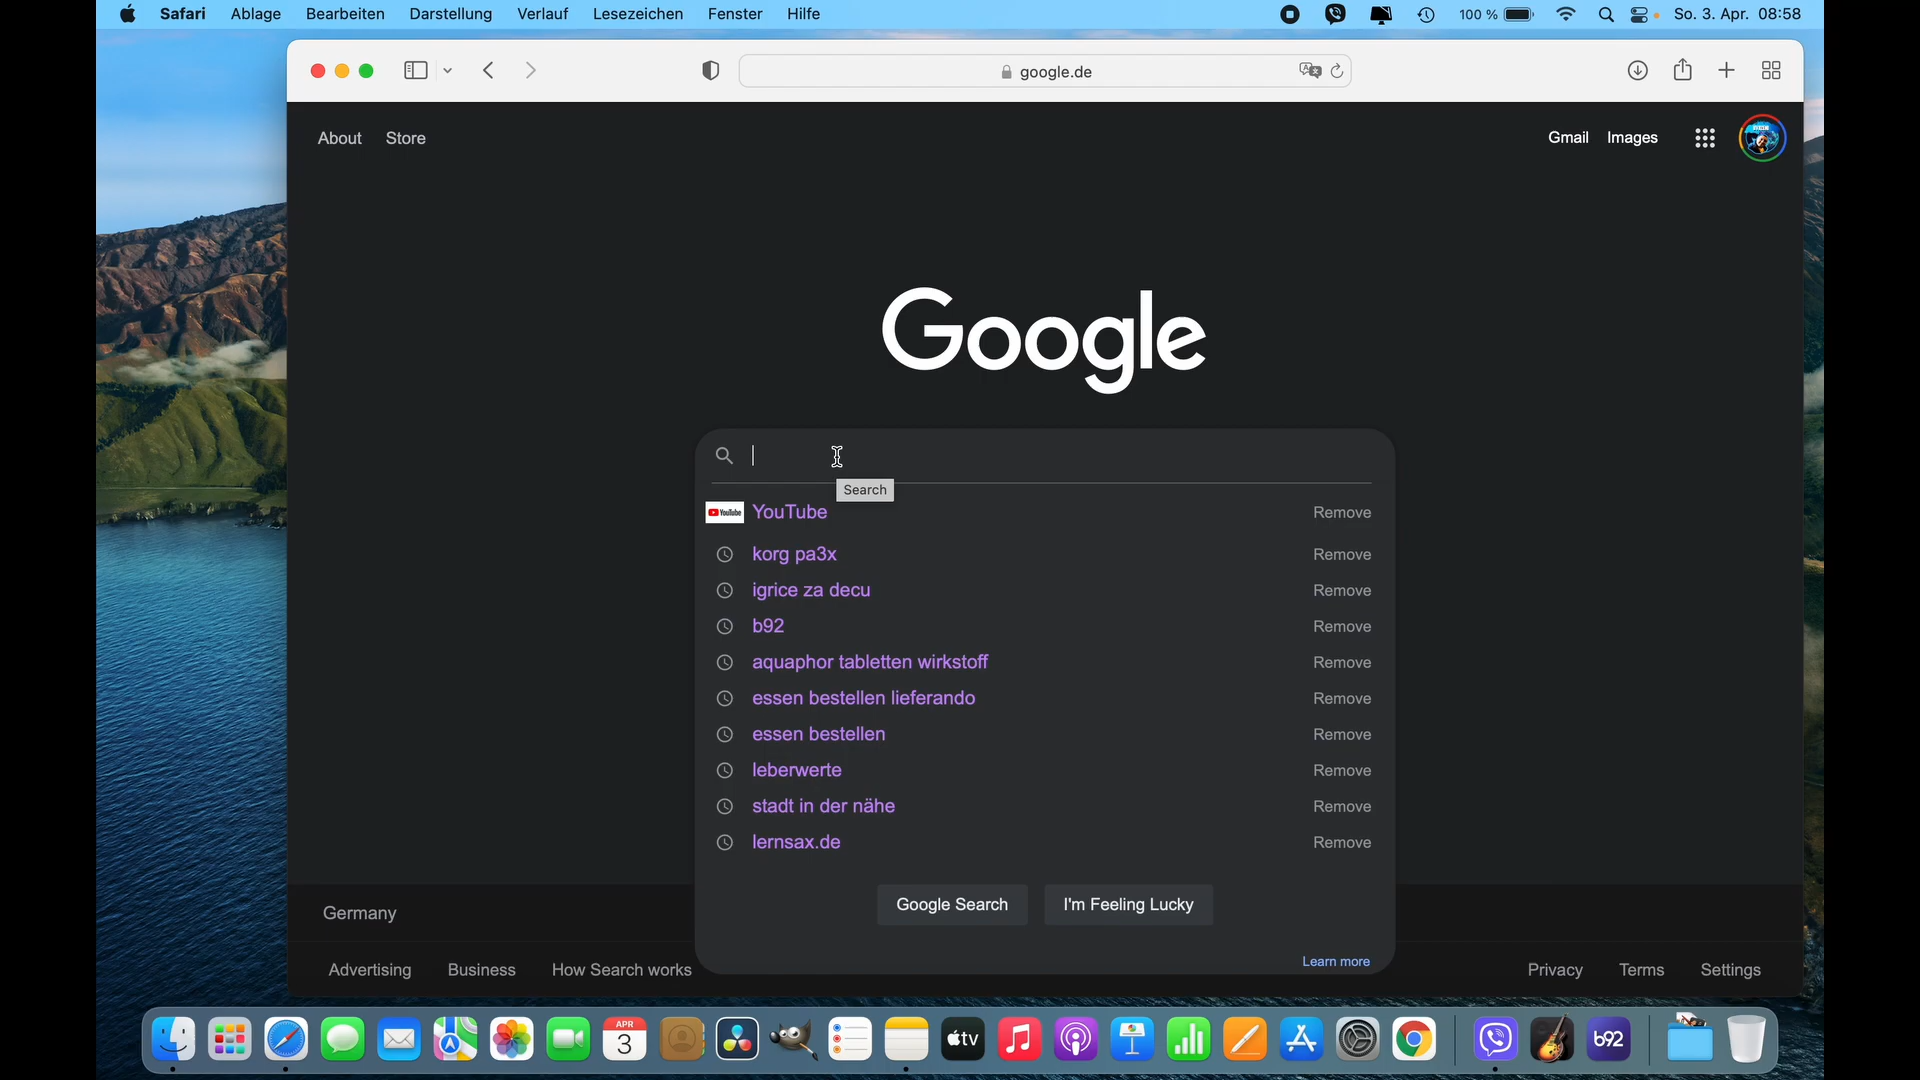 Safari Ablage Bearbeiten Darstellung Verlauf Lesezeichen Fenster Hilfe 100 % So. 3. Apr. 08:58
google.de
About Store Gmail Images
Google
Search
YouTube YouTube Remove
korg pa3x Remove
igrice za decu Remove
b92 Remove
aquaphor tabletten wirkstoff Remove
essen bestellen lieferando Remove
essen bestellen Remove
leberwerte Remove
stadt in der nähe Remove
lernsax.de Remove
Google Search I'm Feeling Lucky
Germany
Learn more
Advertising Business How Search works Privacy Terms Settings
APR
3
tv
b92